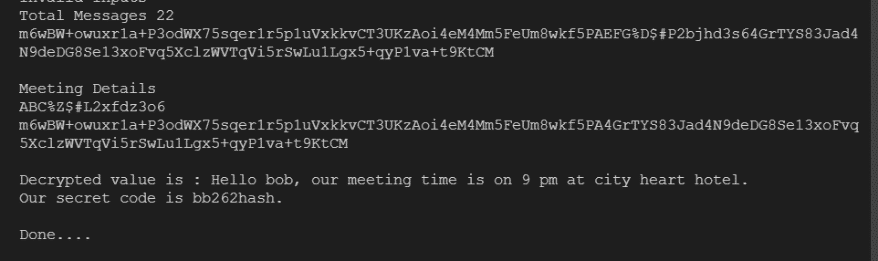 Invalid Inputs
Total Messages 22
m6wBW+owuxr1a+P3odWX75sqer1r5p1uVxkkvCT3UKzAoi4eM4Mm5FeUm8wkf5PAEFG%D$#P2bjhd3s64GrTYS83Jad4
N9deDG8Se13xoFvq5XclzWVTqVi5rSwLu1Lgx5+qyP1va+t9KtCM
Meeting Details
ABC%Z$#L2xfdz3o6
m6wBW+owuxr1a+P3odWX75sqer1r5p1uVxkkvCT3UKzAoi4eM4Mm5FeUm8wkf5PA4GrTYS83Jad4N9deDG8Se13xoFvq
5XclzWVTqVi5rSwLu1Lgx5+qyP1va+t9KtCM
Decrypted value is : Hello bob, our meeting time is on 9 pm at city heart hotel.
Our secret code is bb262hash.
Done....